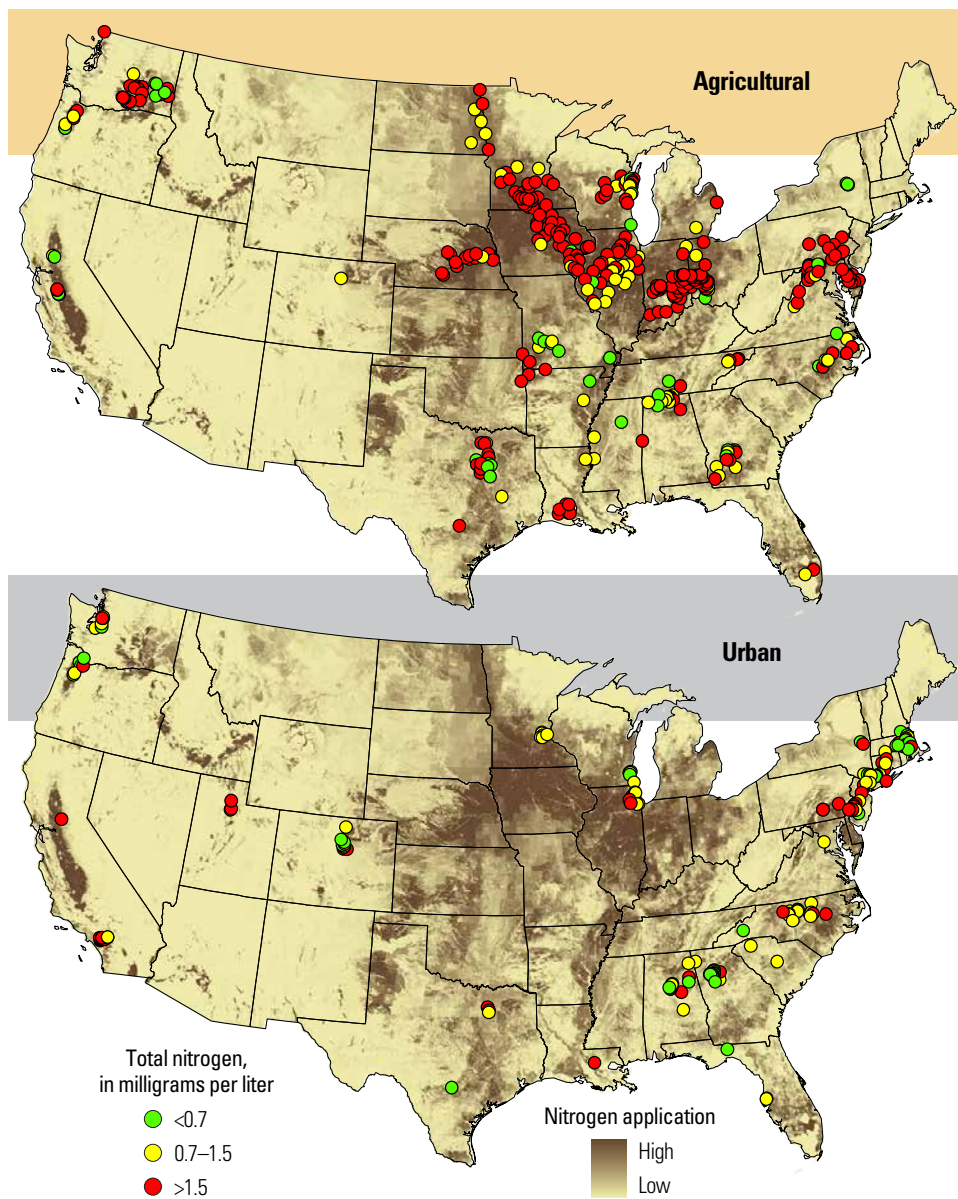 Agricultural
Urban
Total nitrogen,
in milligrams per liter
<0.7
0.7–1.5
>1.5
Nitrogen application
High
Low